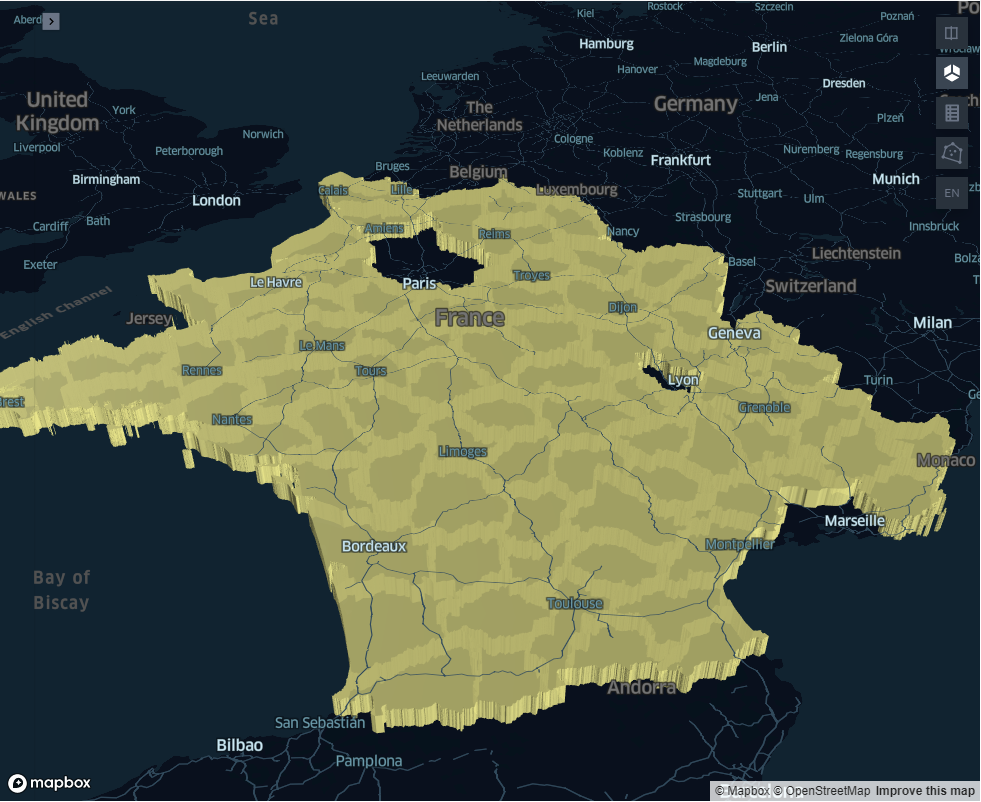 Aberd
Sea
Kiel
Rostock
Szczecin
Poznań
Po
Hamburg
Berlin
Zielona Góra
Wrocław
Hanover
Magdeburg
Leeuwarden
Dresden
The
Netherlands
Germany
Jena
United
Kingdom
York
Plzeň
Norwich
Cologne
Liverpool
Peterborough
Koblenz
Frankfurt
Nuremberg
Regensburg
Bruges
Belgium
Birmingham
Munich
Calais
Lille
Luxembourg
WALES
London
Stuttgart
Ulm
Cardiff
Bath
Strasbourg
Amiens
Reims
Nancy
Innsbruck
Exeter
Basel
Liechtenstein
Bolza
Troyes
Le Havre
Paris
Switzerland
English Channel
Jersey
France
Dijon
Geneva
Milan
Le Mans
Rennes
Tours
Lyon
Turin
Ge
rest
Grenoble
Nantes
Limoges
Monaco
Marseille
Bordeaux
Montpellier
Bay of
Biscay
Toulouse
Andorra
San Sebastián
Bilbao
Pamplona
EN
mapbox
© Mapbox © OpenStreetMap Improve this map